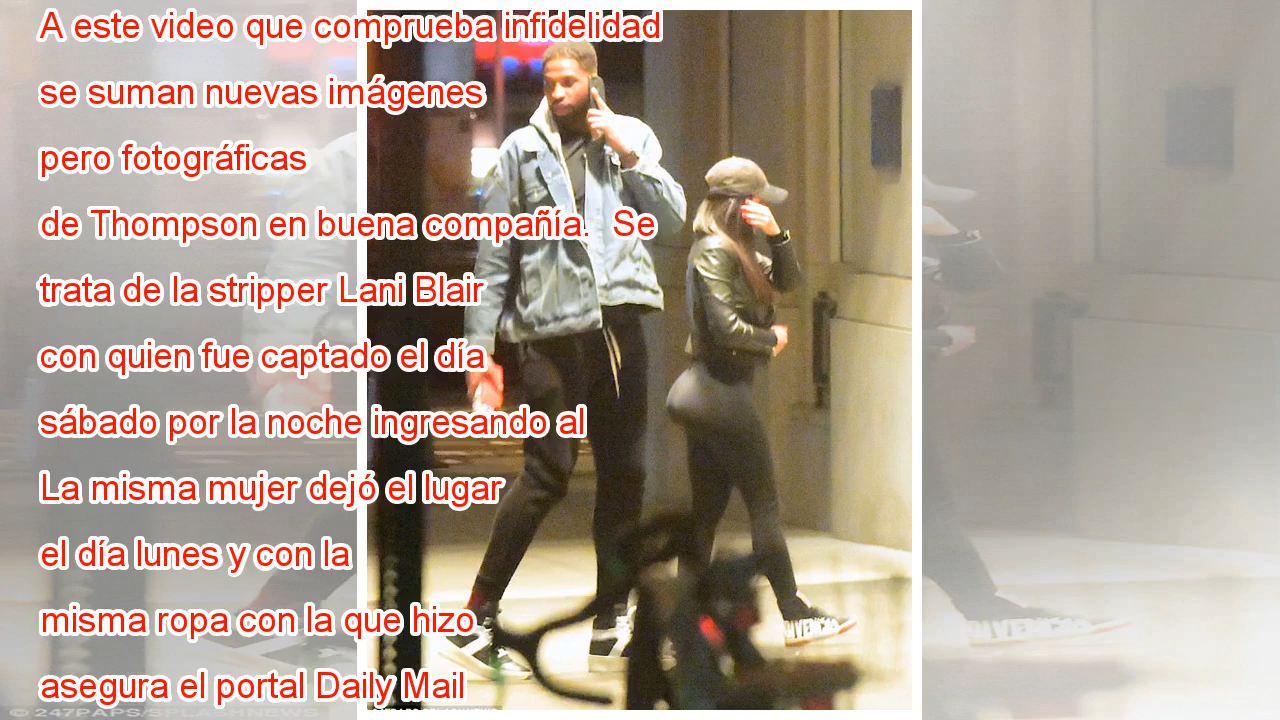 A este video que comprueba infidelidad
se suman nuevas imágenes
pero fotográficas
de Thompson en buena compañía.  Se
trata de la stripper Lani Blair
con quien fue captado el día
sábado por la noche ingresando al
La misma mujer dejó el lugar
el día lunes y con la
misma ropa con la que hizo
asegura el portal Daily Mail
© 247PAPS/SPLASHNEWS
GIVENCHY